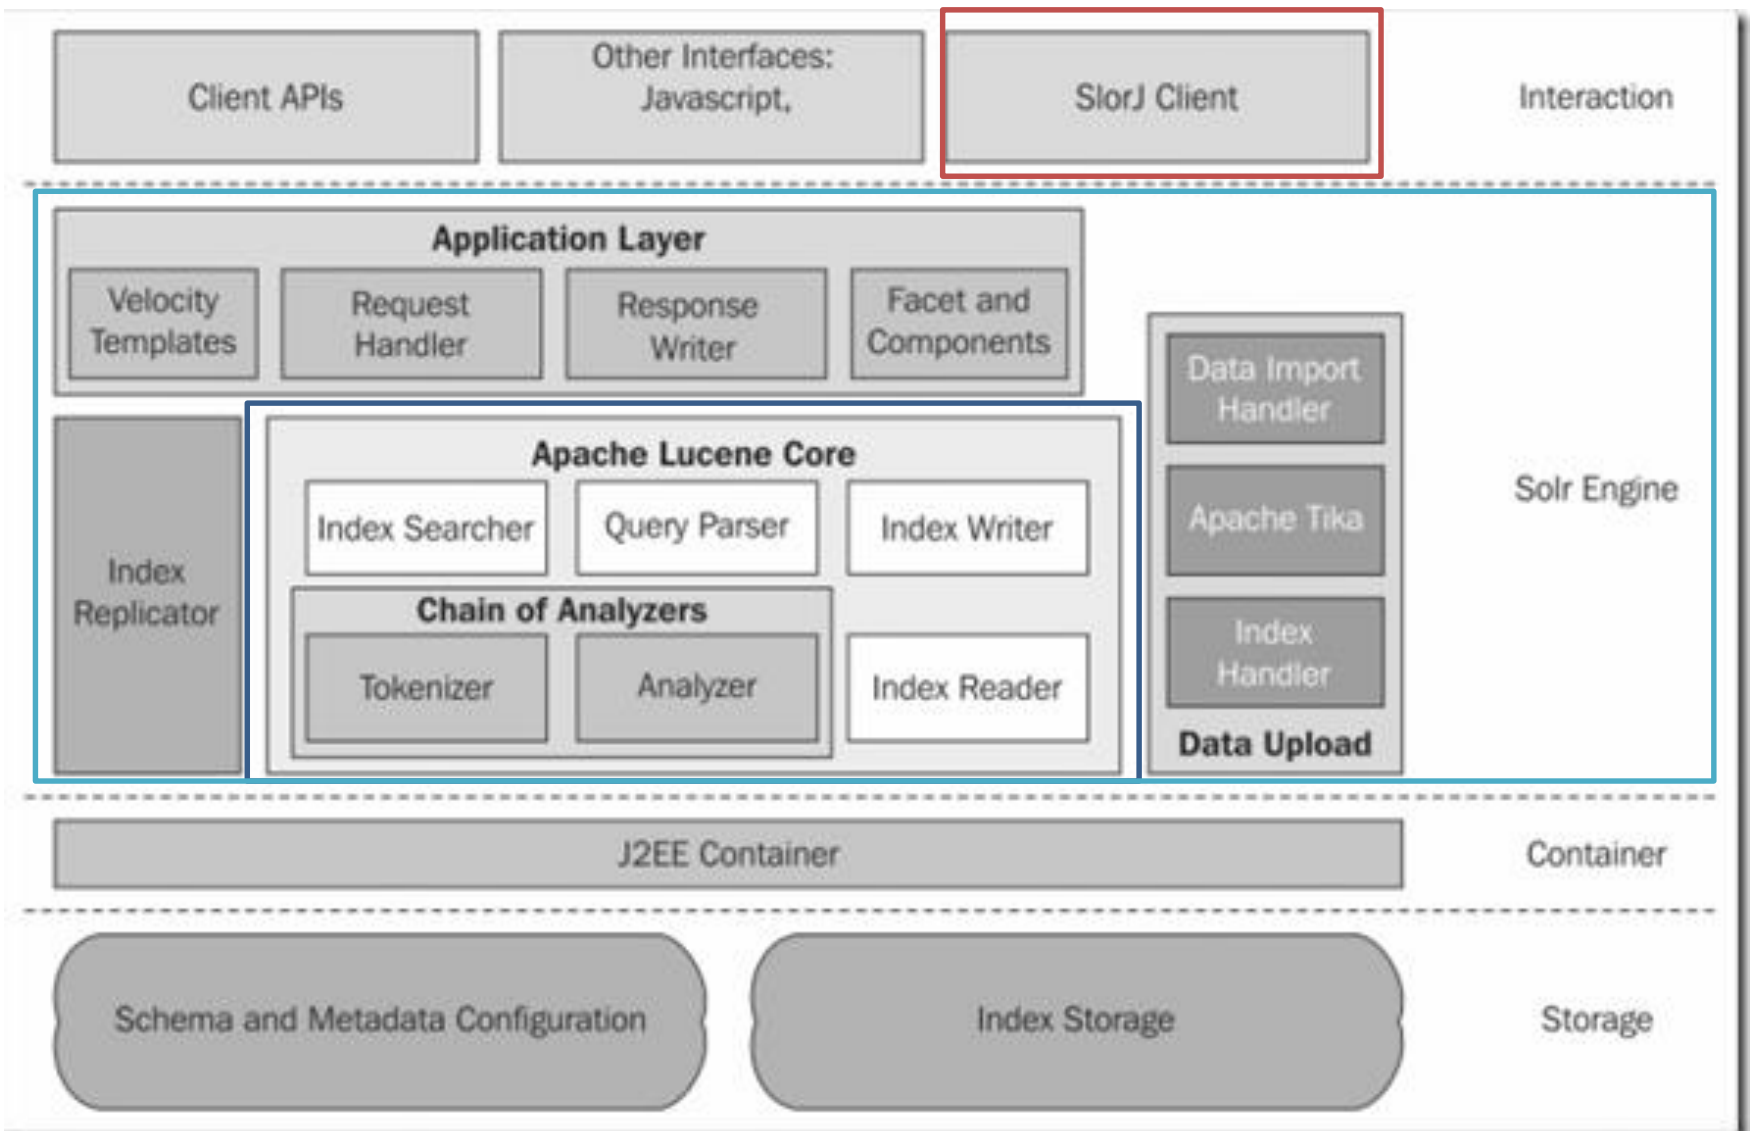 Client APIs
Other Interfaces:
Javascript,
SlorJ Client
Interaction
Application Layer
Velocity
Templates
Request
Handler
Response
Writer
Facet and
Components
Data Import
Handler
Apache Tika
Index
Handler
Data Upload
Solr Engine
Index
Replicator
Apache Lucene Core
Index Searcher
Query Parser
Index Writer
Chain of Analyzers
Tokenizer
Analyzer
Index Reader
J2EE Container
Container
Schema and Metadata Configuration
Index Storage
Storage